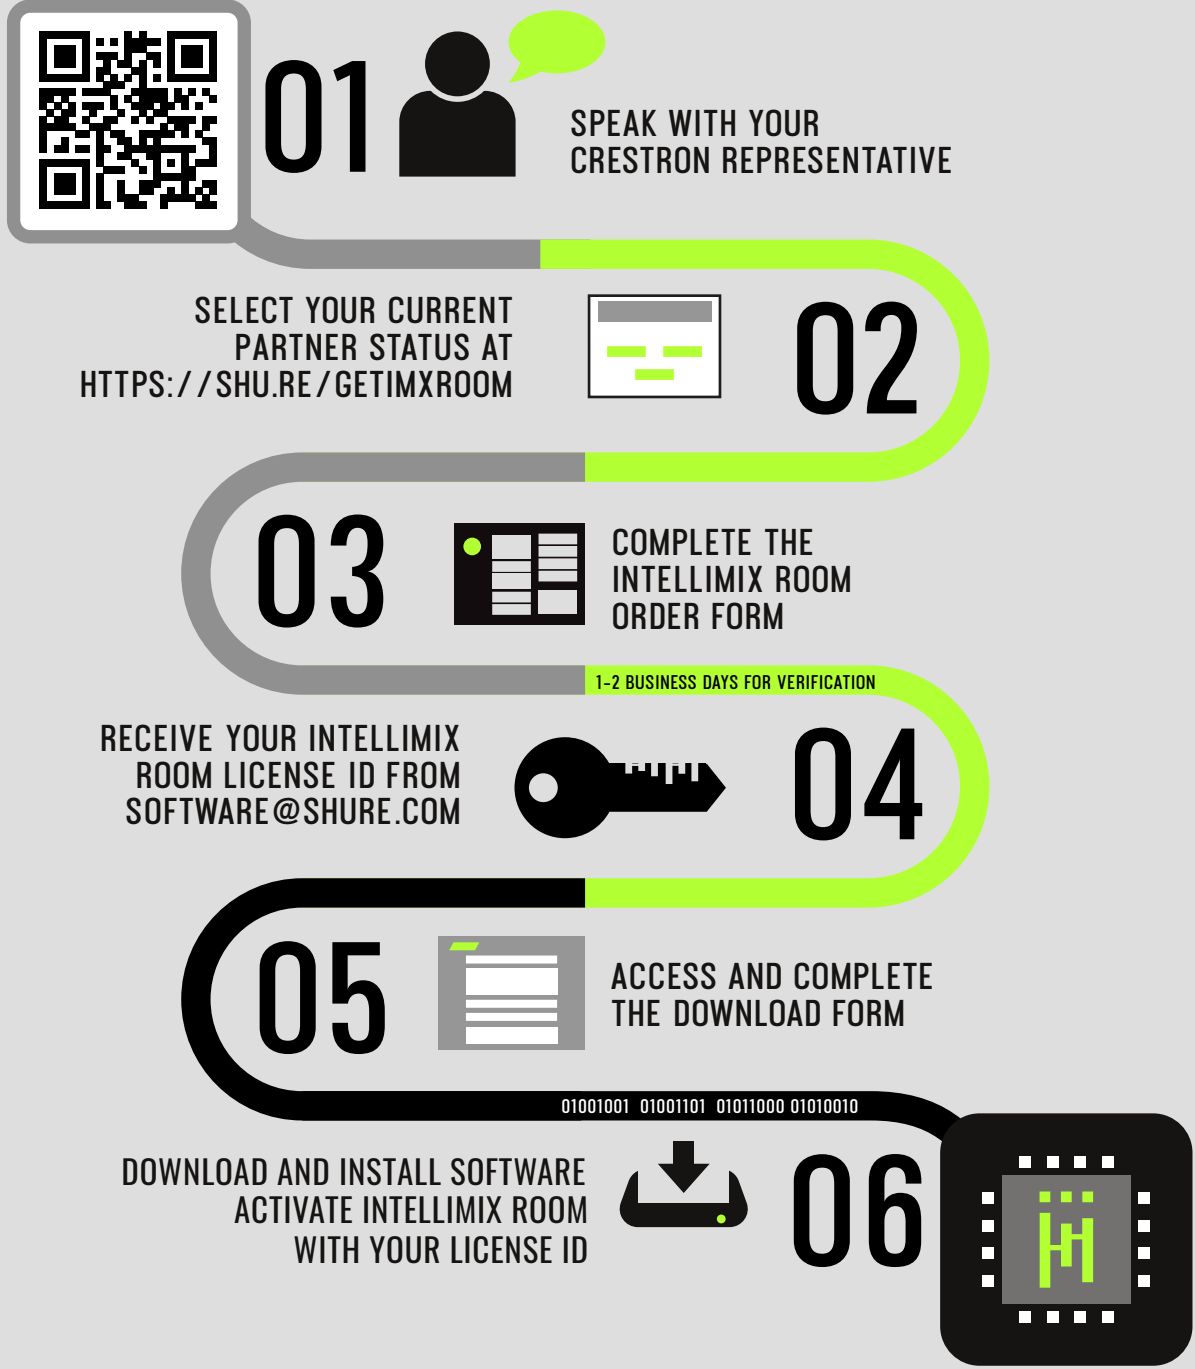 01
SPEAK WITH YOUR
CRESTRON REPRESENTATIVE
SELECT YOUR CURRENT
PARTNER STATUS AT
HTTPS://SHU.RE/GETIMXROOM
02
03
COMPLETE THE
INTELLIMIX ROOM
ORDER FORM
1-2 BUSINESS DAYS FOR VERIFICATION
RECEIVE YOUR INTELLIMIX
ROOM LICENSE ID FROM
SOFTWARE@SHURE.COM
04
05
ACCESS AND COMPLETE
THE DOWNLOAD FORM
01001001 01001101 01011000 01010010
DOWNLOAD AND INSTALL SOFTWARE
ACTIVATE INTELLIMIX ROOM
WITH YOUR LICENSE ID
06